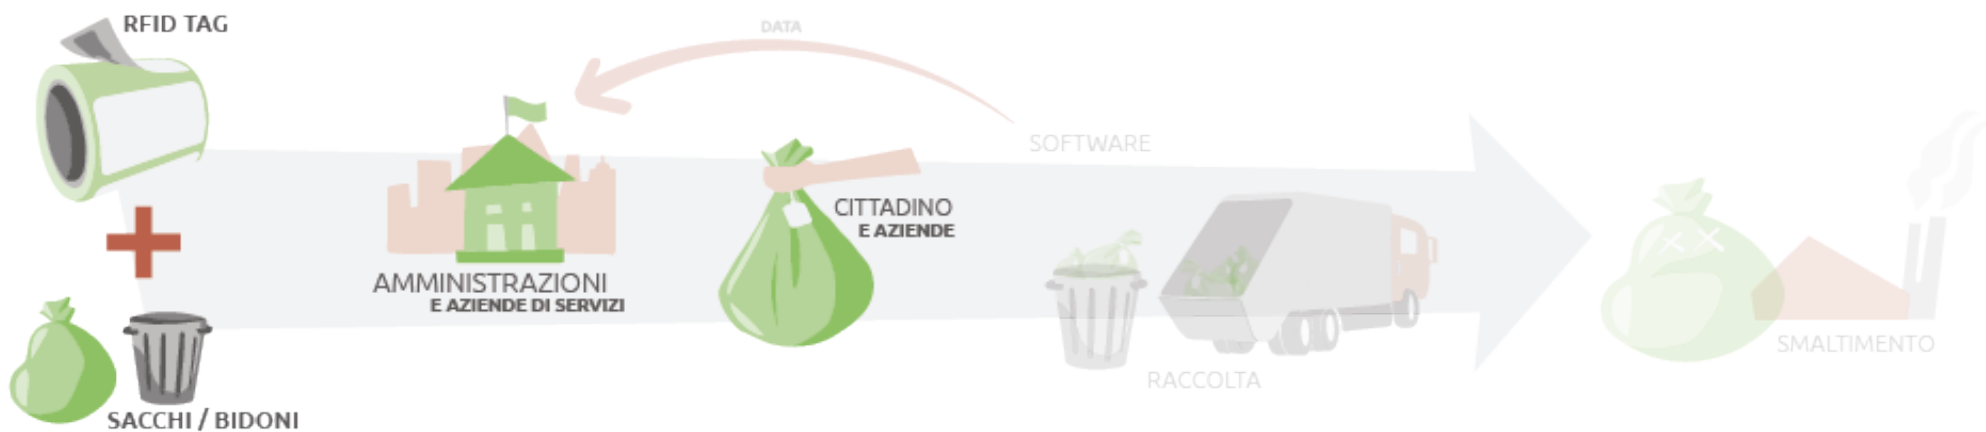 RFID TAG
SACCHI / BIDONI
AMMINISTRAZIONI
E AZIENDE DI SERVIZI
DATA
CITTADINO
E AZIENDE
SOFTWARE
RACCOLTA
SMALTIMENTO